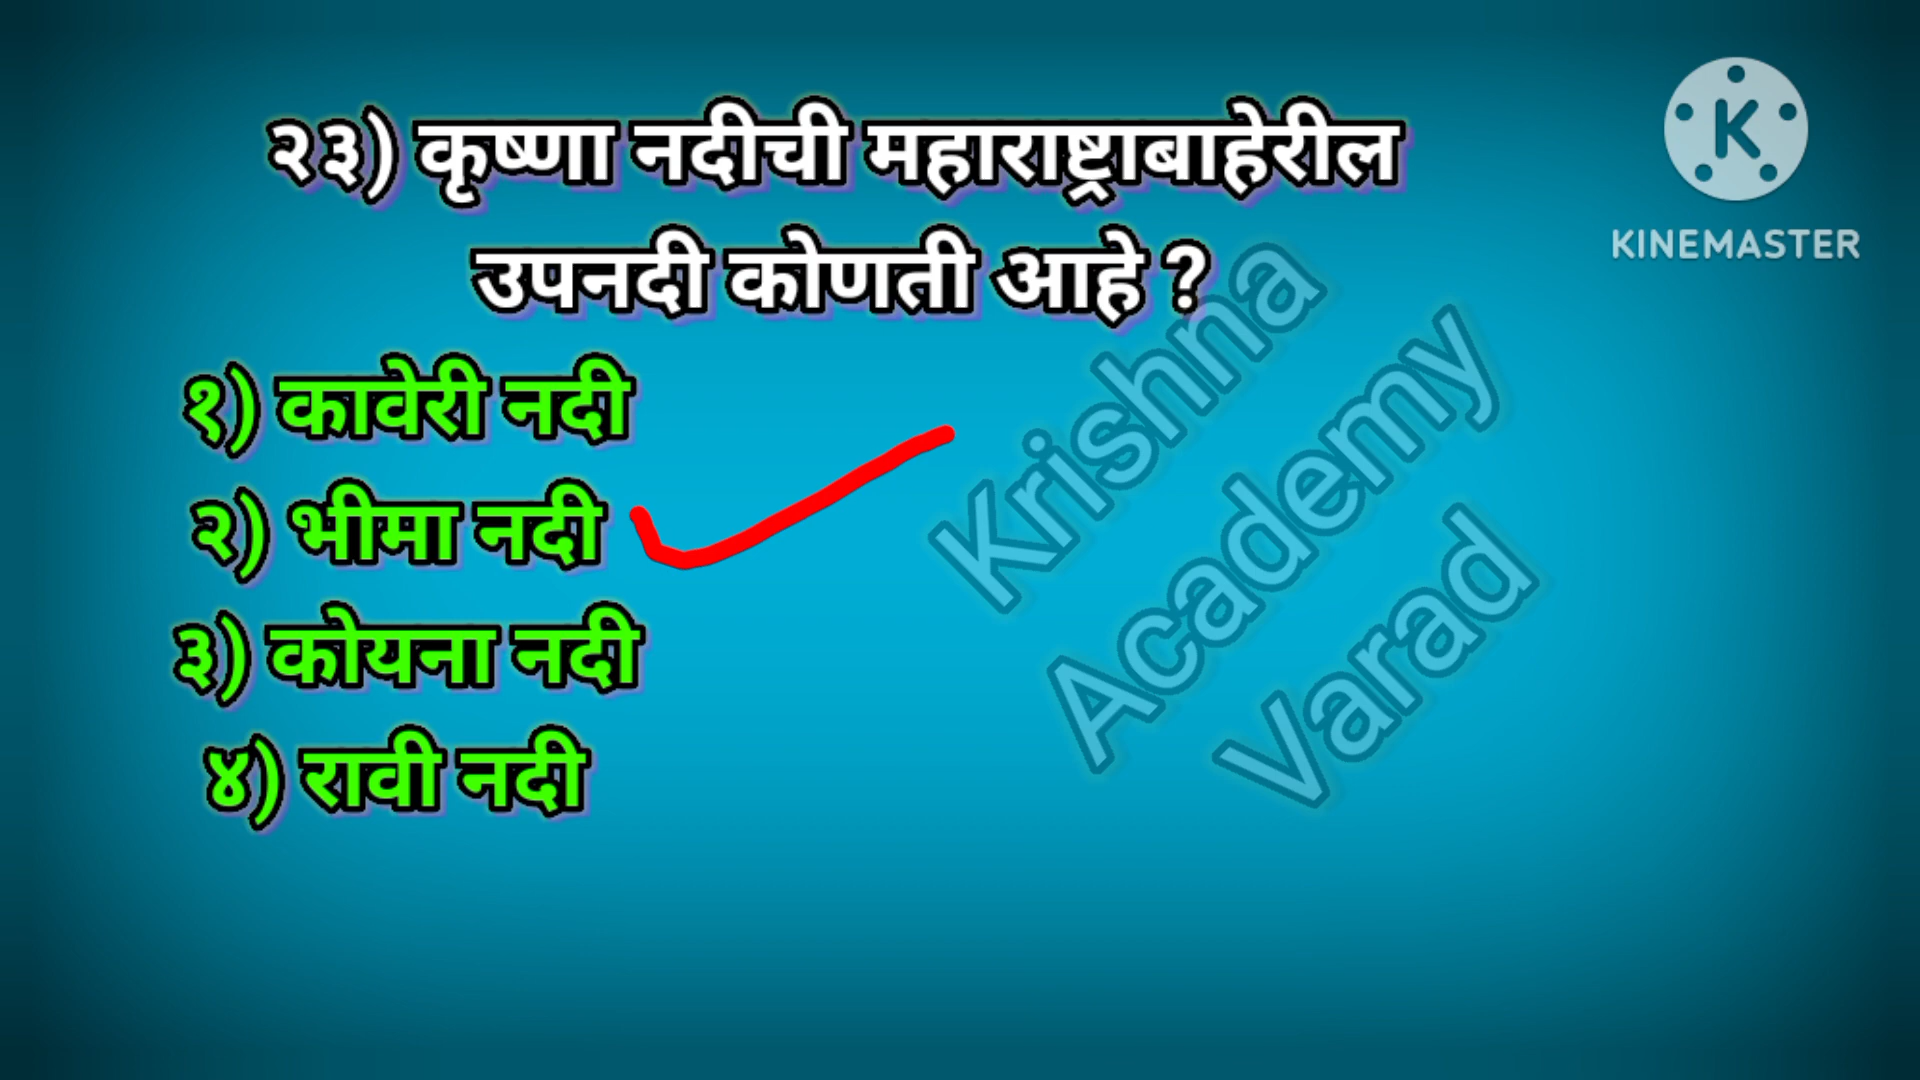 २३) कृष्णा नदीची महाराष्ट्राबाहेरील
उपनदी कोणती आहे ?
१) कावेरी नदी
२) भीमा नदी
३) कोयना नदी
४) रावी नदी
Krishna
Academy
Varad
K
KINEMASTER